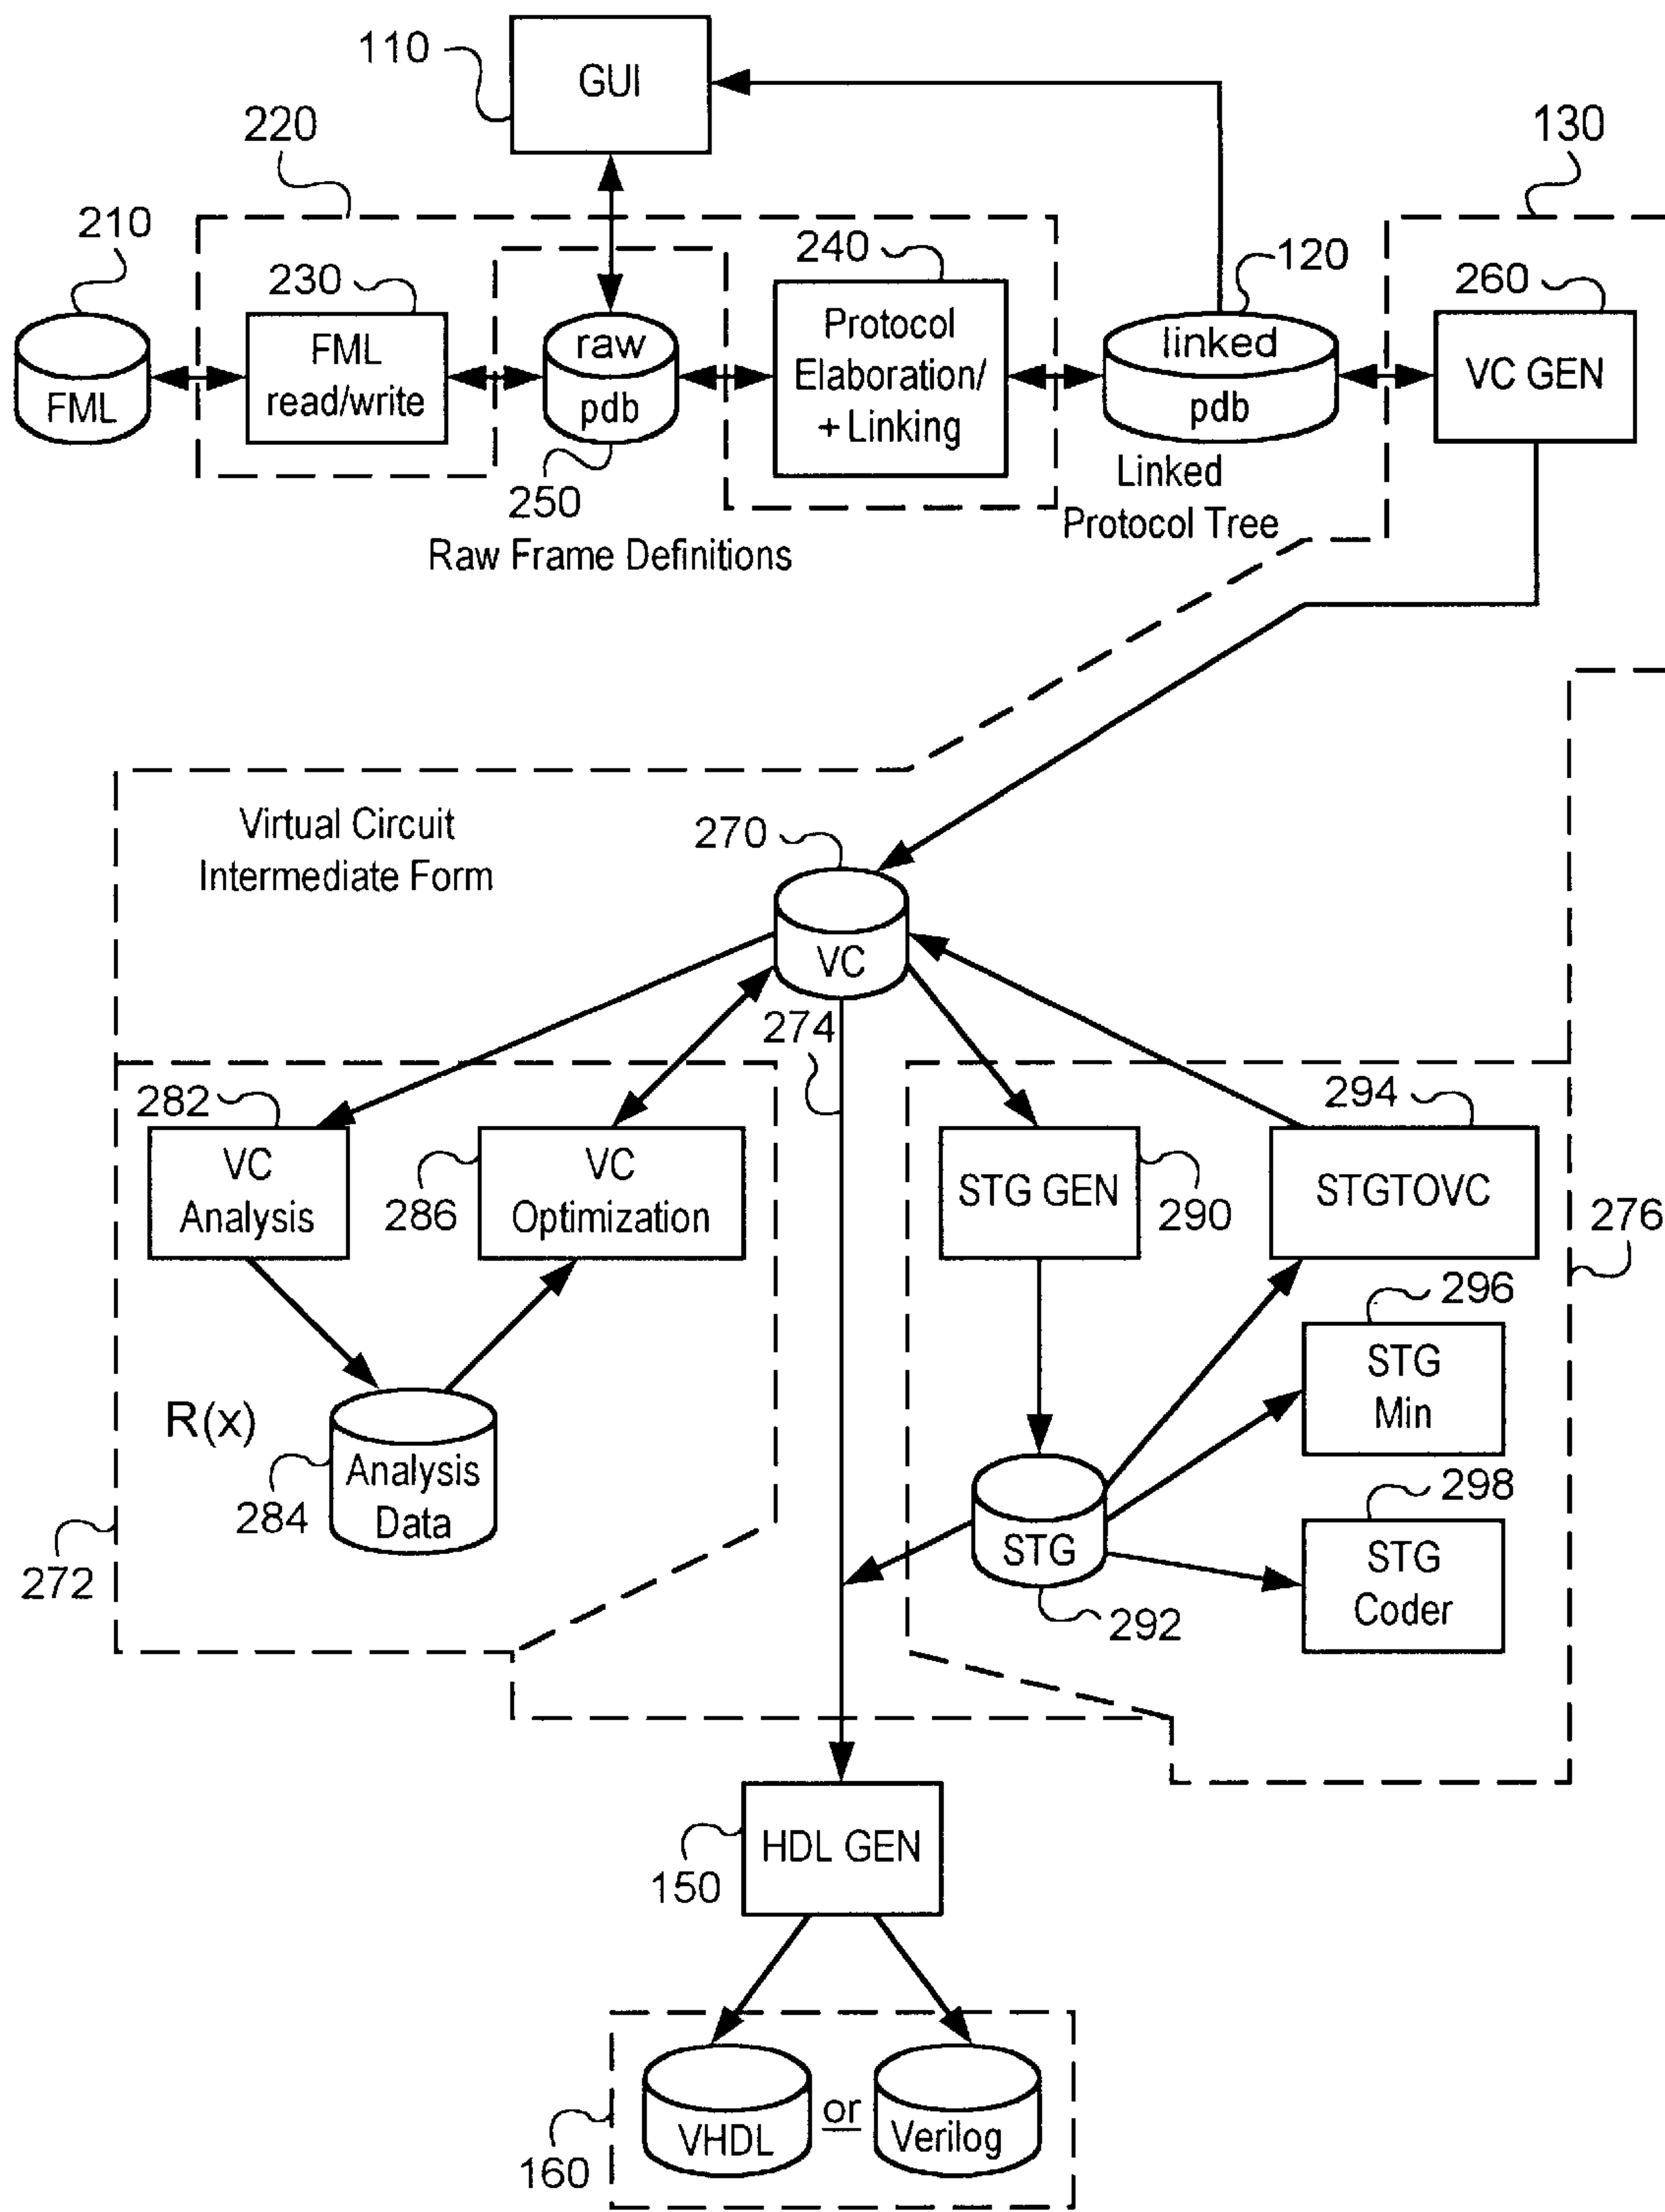 110
GUI
220
130
210
230
240
120
260
FML
FML
read/write
raw
pdb
Protocol
Elaboration/
+ Linking
linked
pdb
VC GEN
250
Linked
Protocol Tree
Raw Frame Definitions
Virtual Circuit
Intermediate Form
270
VC
274
282
294
VC
Analysis
286
VC
Optimization
STG GEN
290
STGTOVC
276
296
STG
Min
R(x)
284
Analysis
Data
298
STG
292
STG
Coder
272
HDL GEN
150
VHDL
or
Verilog
160